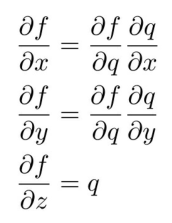 ∂f/∂x = ∂f/∂q ∂q/∂x
∂f/∂y = ∂f/∂q ∂q/∂y
∂f/∂z = q